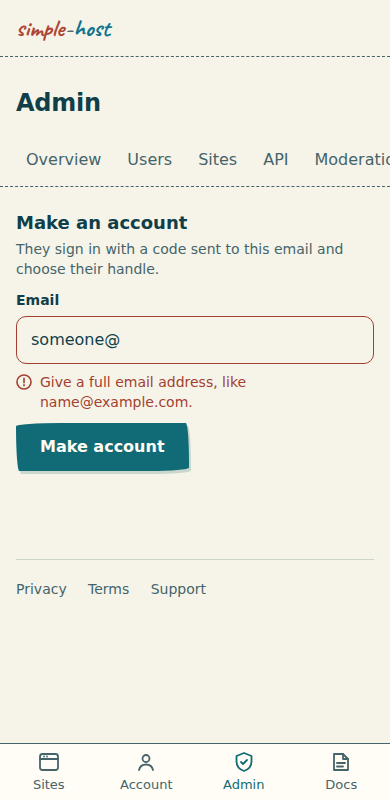 simple-host
Admin
Overview Users Sites API
Make an account
They sign in with a code sent to this email and
choose their handle.
Email
someone@
Give a full email address, like
name@example.com.
Make account
Privacy Terms Support
Sites Account Admin Docs